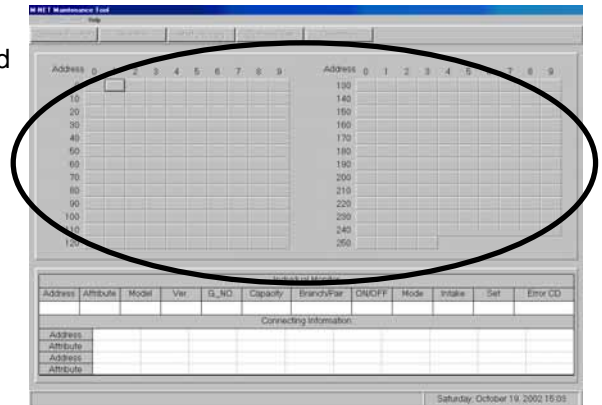 M-NET Maintenance Tool
Help
d
Address 0 1 2 3 4 5 6 7 8 9 Address 0 1 2 3 4 5 6 7 8 9
0 130
10 140
20 150
30 160
40 170
50 180
60 190
70 200
80 210
90 220
100 230
110 240
120 250
Individual Monitor
Address Attribute Model Ver. G_NO. Capacity Branch/Pair ON/OFF Mode Intake Set Error CD
Connecting Information
Address
Attribute
Address
Attribute
Saturday, October 19, 2002 15:03